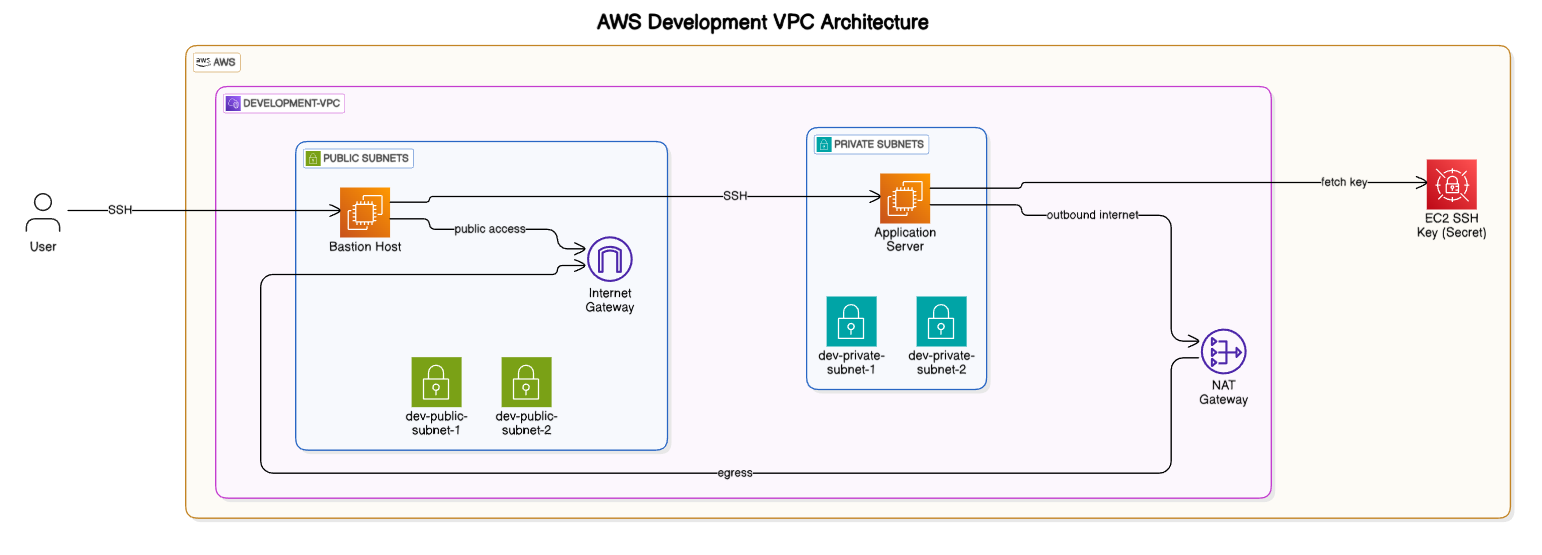 AWS Development VPC Architecture
aws AWS
DEVELOPMENT-VPC
PUBLIC SUBNETS
PRIVATE SUBNETS
SSH
User
Bastion Host
SSH
public access
Internet
Gateway
Application
Server
fetch key
outbound internet
EC2 SSH
Key (Secret)
dev-public-
subnet-1
dev-public-
subnet-2
dev-private-
subnet-1
dev-private-
subnet-2
NAT
Gateway
egress